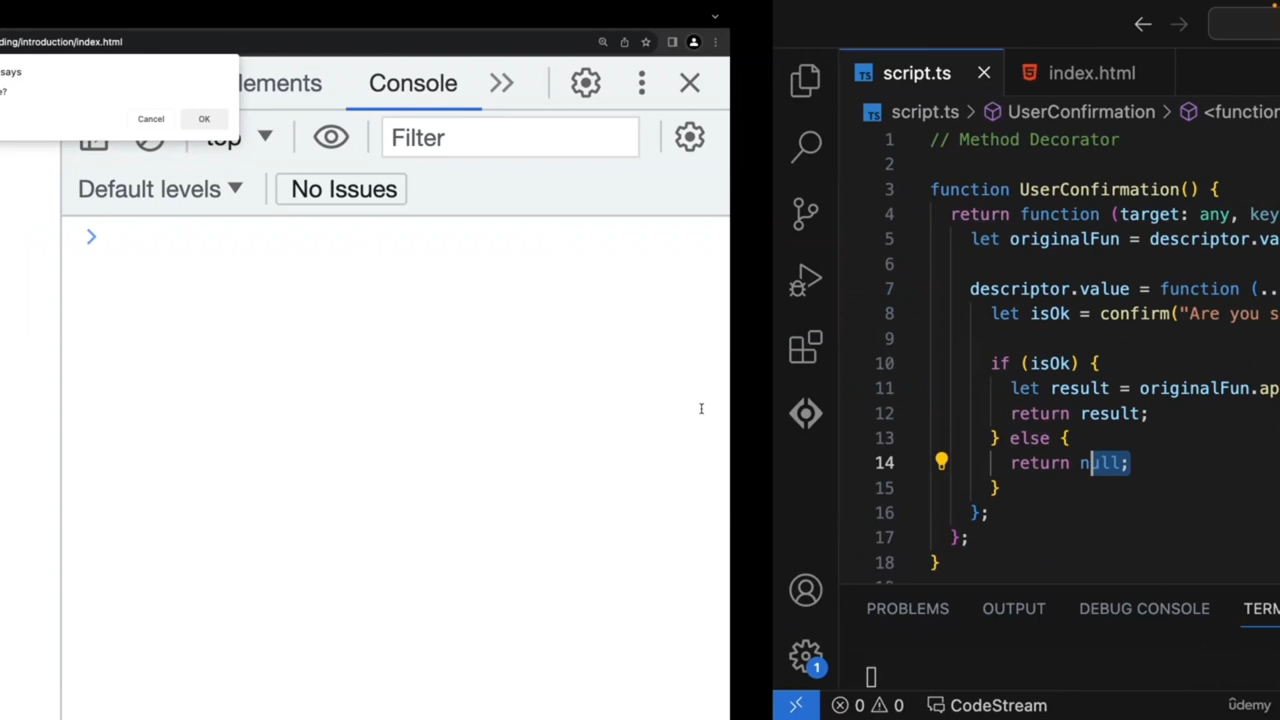 ding/introduction/index.html
says
e?
Cancel
OK
lements
Console
top
Filter
Default levels
No Issues
script.ts
index.html
script.ts > UserConfirmation > <function
1 // Method Decorator
2
3 function UserConfirmation() {
4 return function (target: any, key
5 let originalFun = descriptor.va
6
7 descriptor.value = function (..
8 let isOk = confirm("Are you s
9
10 if (isOk) {
11 let result = originalFun.ap
12 return result;
13 } else {
14 return null;
15 }
16 };
17 };
18 }
PROBLEMS
OUTPUT
DEBUG CONSOLE
TERM
1
0
0
CodeStream
ûdemy